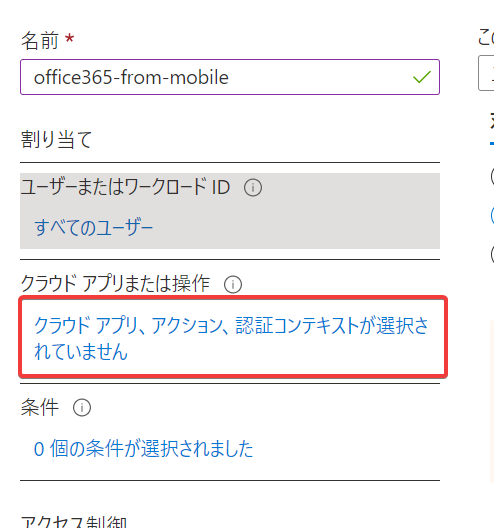 名前 *
office365-from-mobile
割り当て
ユーザーまたはワークロード ID
すべてのユーザー
クラウド アプリまたは操作
クラウド アプリ、アクション、認証コンテキストが選択さ
れていません
条件
0 個の条件が選択されました
アクセス制御